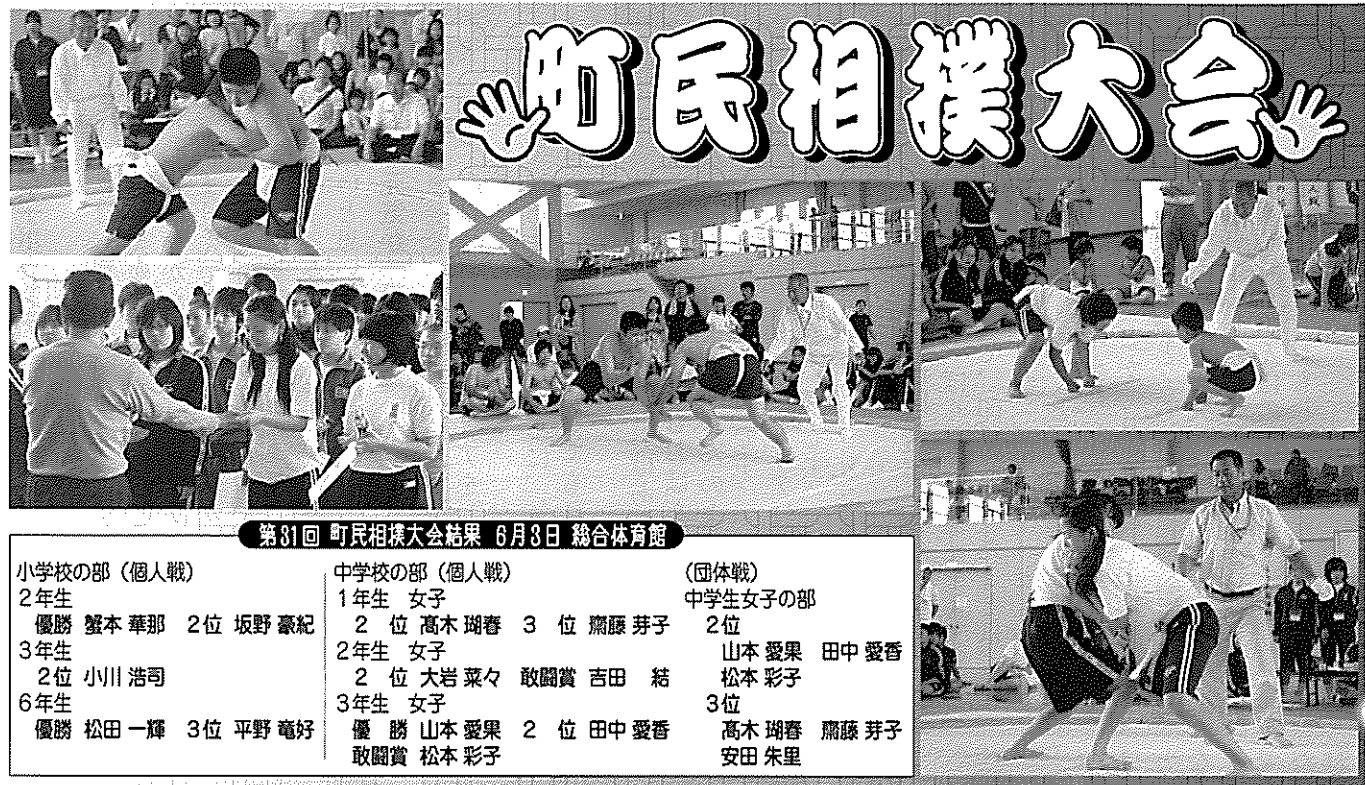 町民相撲大会
第31回 町民相撲大会結果 6月3日 総合体育館
小学校の部（個人戦）
2年生
優勝 蟹本 華那 2位 坂野 豪紀
3年生
2位 小川 浩司
6年生
優勝 松田 一輝 3位 平野 竜好
中学校の部（個人戦）
1年生 女子
2 位 髙木 瑚春 3 位 齋藤 芽子
2年生 女子
2 位 大岩 菜々 敢闘賞 吉田 結
3年生 女子
優 勝 山本 愛果 2 位 田中 愛香
敢闘賞 松本 彩子
（団体戦）
中学生女子の部
2位
山本 愛果 田中 愛香
松本 彩子
3位
髙木 瑚春 齋藤 芽子
安田 朱里